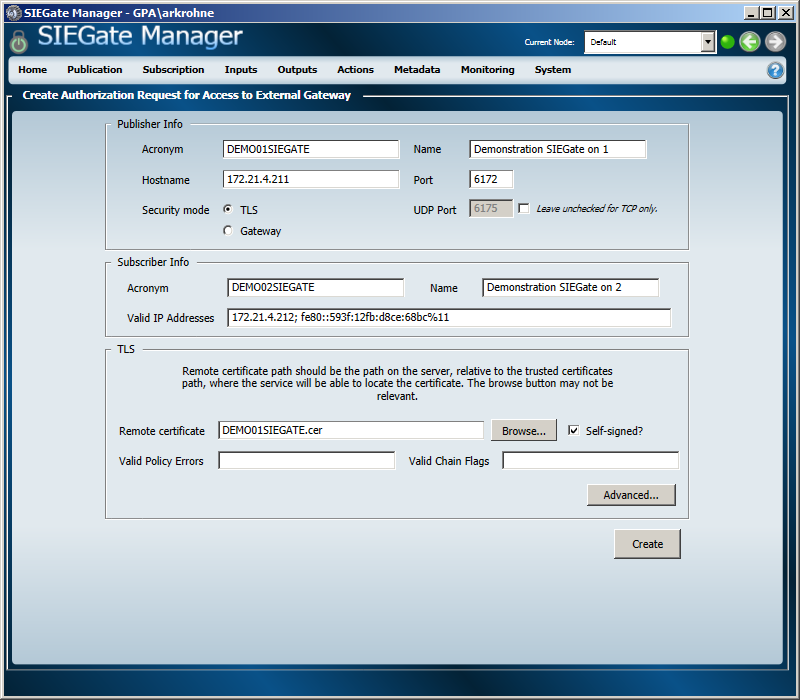 SIEGate Manager - GPA\arkrohne
SIEGate Manager
Current Node: Default
Home Publication Subscription Inputs Outputs Actions Metadata Monitoring System
?
Create Authorization Request for Access to External Gateway
Publisher Info
Acronym DEMO01SIEGATE Name Demonstration SIEGate on 1
Hostname 172.21.4.211 Port 6172
Security mode TLS UDP Port 6175 Leave unchecked for TCP only.
Gateway
Subscriber Info
Acronym DEMO02SIEGATE Name Demonstration SIEGate on 2
Valid IP Addresses 172.21.4.212; fe80::593f:12fb:d8ce:68bc%11
TLS
Remote certificate path should be the path on the server, relative to the trusted certificates
path, where the service will be able to locate the certificate. The browse button may not be
relevant.
Remote certificate DEMO01SIEGATE.cer Browse... Self-signed?
Valid Policy Errors Valid Chain Flags
Advanced...
Create